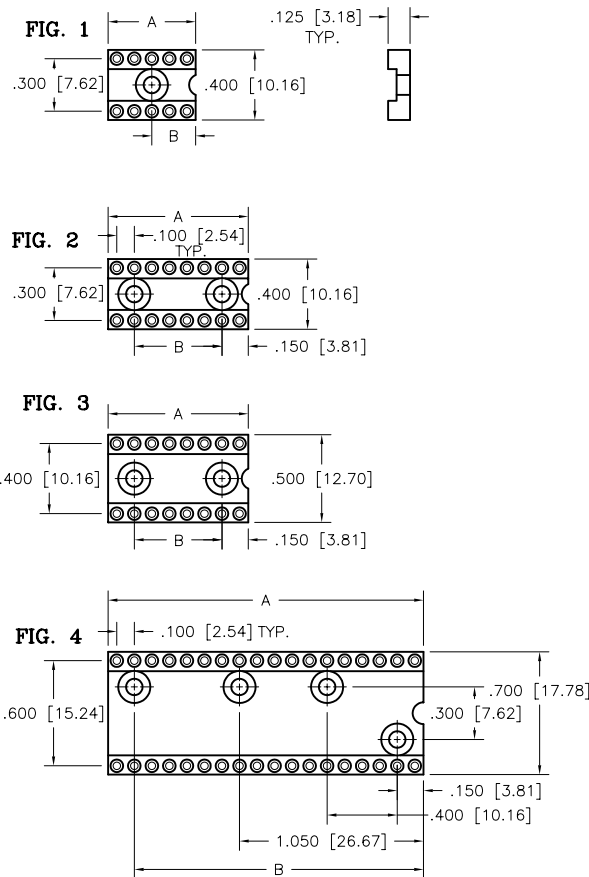 FIG. 1
A
.125 [3.18]
TYP.
.300 [7.62]
.400 [10.16]
B
FIG. 2
A
.100 [2.54]
TYP.
.300 [7.62]
.400 [10.16]
B
.150 [3.81]
FIG. 3
A
.400 [10.16]
.500 [12.70]
B
.150 [3.81]
FIG. 4
A
.100 [2.54] TYP.
.600 [15.24]
.700 [17.78]
.300 [7.62]
.150 [3.81]
.400 [10.16]
1.050 [26.67]
B